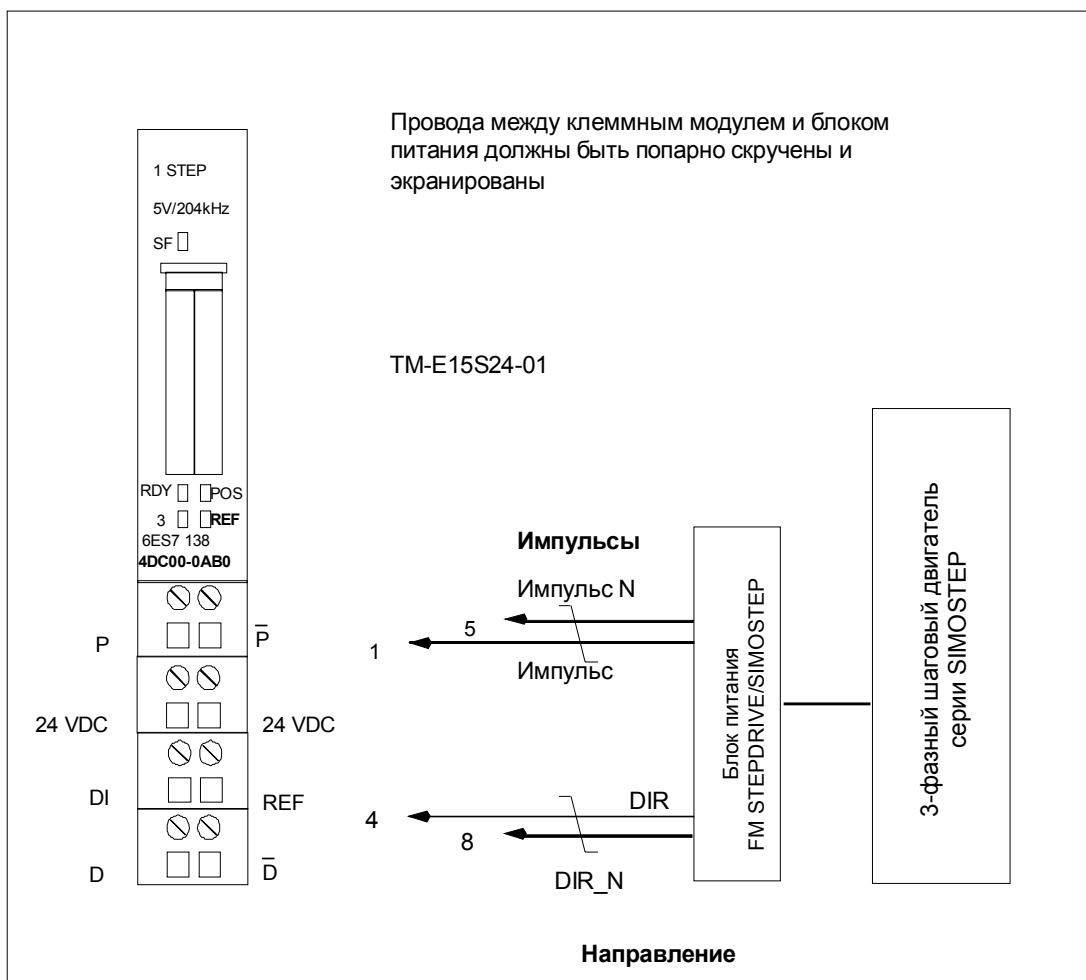 Провода между клеммным модулем и блоком
питания должны быть попарно скручены и
экранированы
1 STEP
5V/204kHz
SF
TM-E15S24-01
RDY
POS
3
REF
6ES7 138
4DC00-0AB0
P
P̅
24 VDC
24 VDC
DI
REF
D
D̅
Импульсы
Импульс N
5
1
Импульс
DIR
4
8
DIR_N
Направление
Блок питания
FM STEPDRIVE/SIMOSTEP
3-фазный шаговый двигатель
серии SIMOSTEP